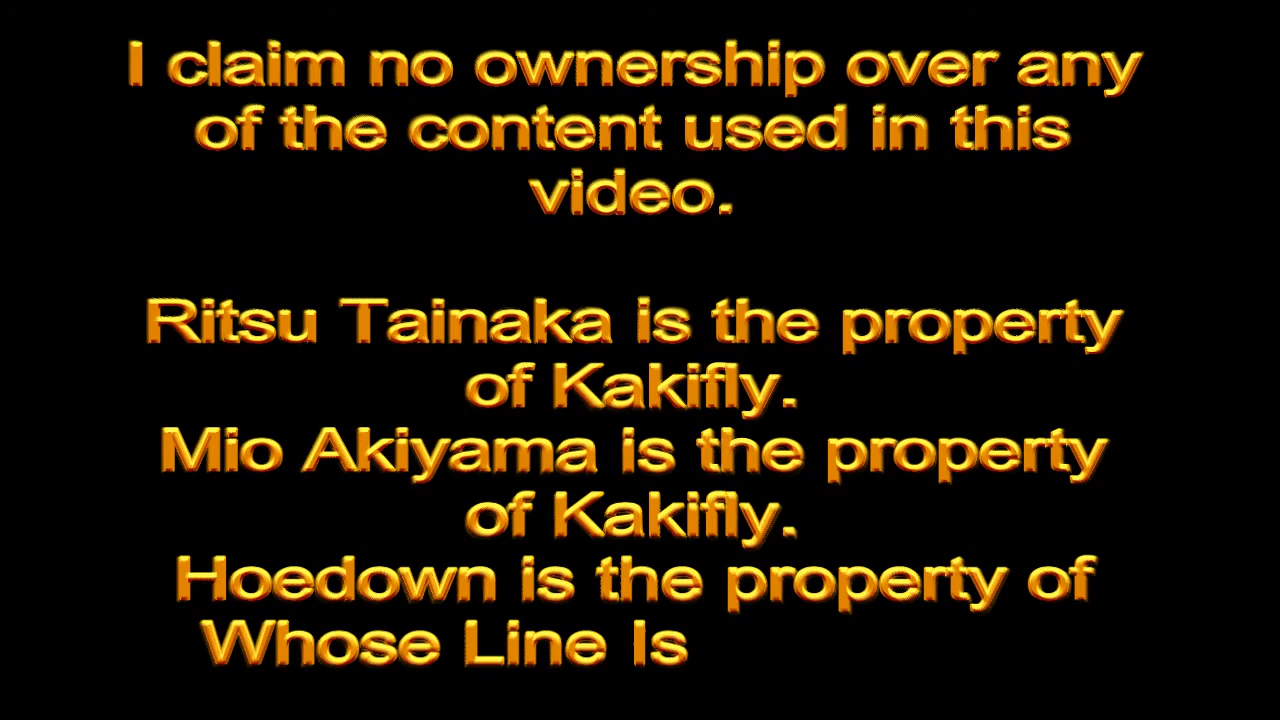 I claim no ownership over any
of the content used in this
video.
Ritsu Tainaka is the property
of Kakifly.
Mio Akiyama is the property
of Kakifly.
Hoedown is the property of
Whose Line Is